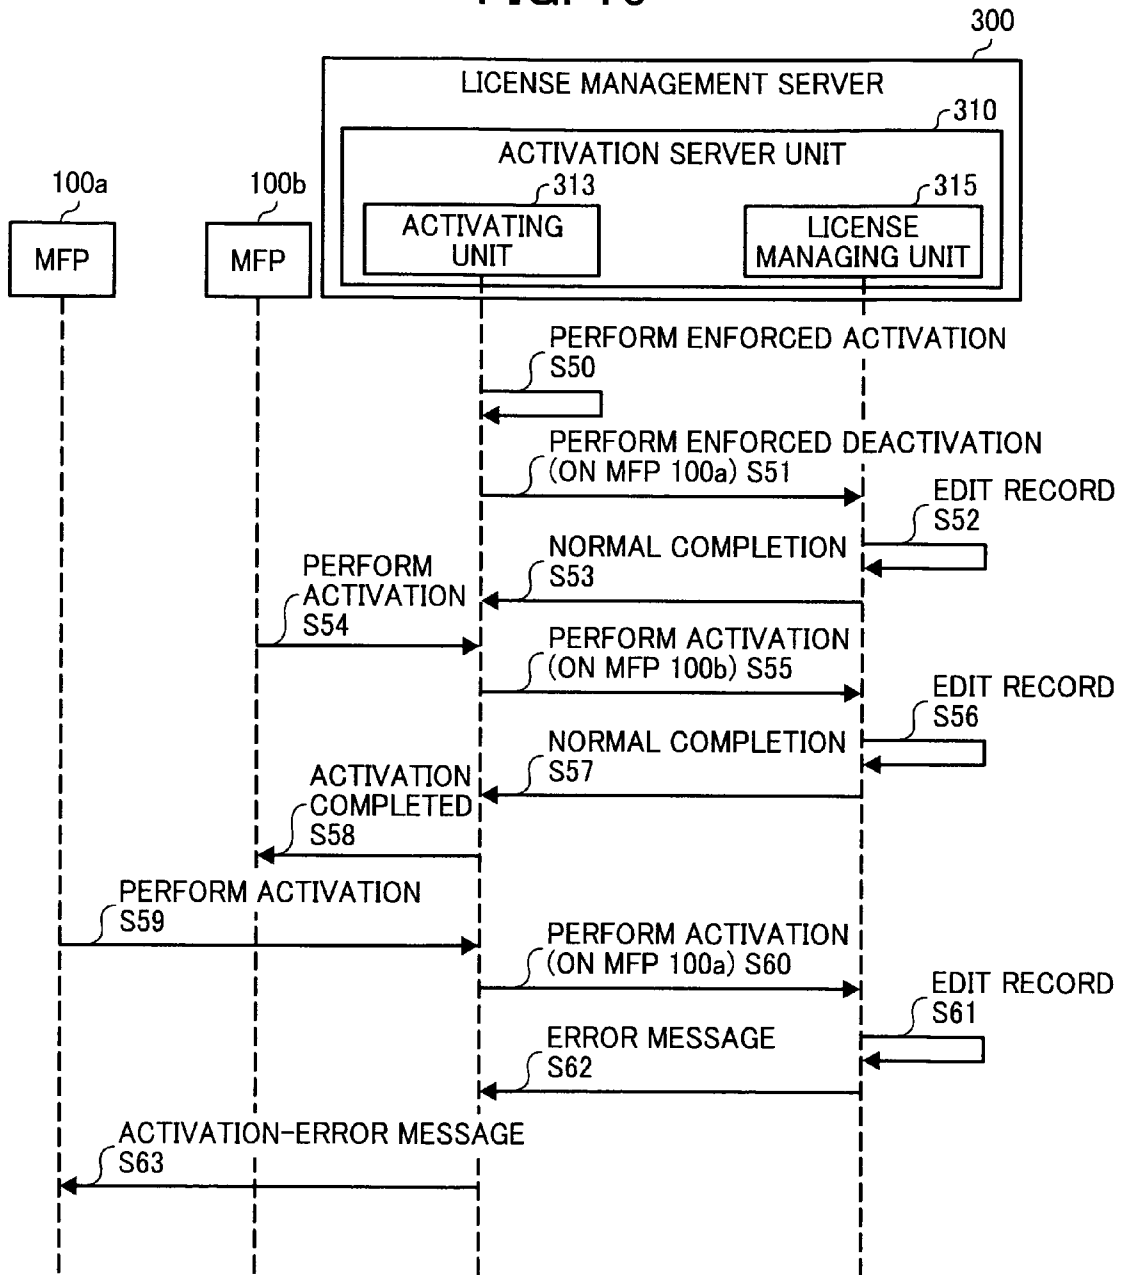 300
LICENSE MANAGEMENT SERVER
310
ACTIVATION SERVER UNIT
100a
100b
313
315
MFP
MFP
ACTIVATING
UNIT
LICENSE
MANAGING UNIT
PERFORM ENFORCED ACTIVATION
S50
PERFORM ENFORCED DEACTIVATION
(ON MFP 100a) S51
EDIT RECORD
S52
NORMAL COMPLETION
S53
PERFORM
ACTIVATION
S54
PERFORM ACTIVATION
(ON MFP 100b) S55
EDIT RECORD
S56
NORMAL COMPLETION
S57
ACTIVATION
COMPLETED
S58
PERFORM ACTIVATION
S59
PERFORM ACTIVATION
(ON MFP 100a) S60
EDIT RECORD
S61
ERROR MESSAGE
S62
ACTIVATION-ERROR MESSAGE
S63